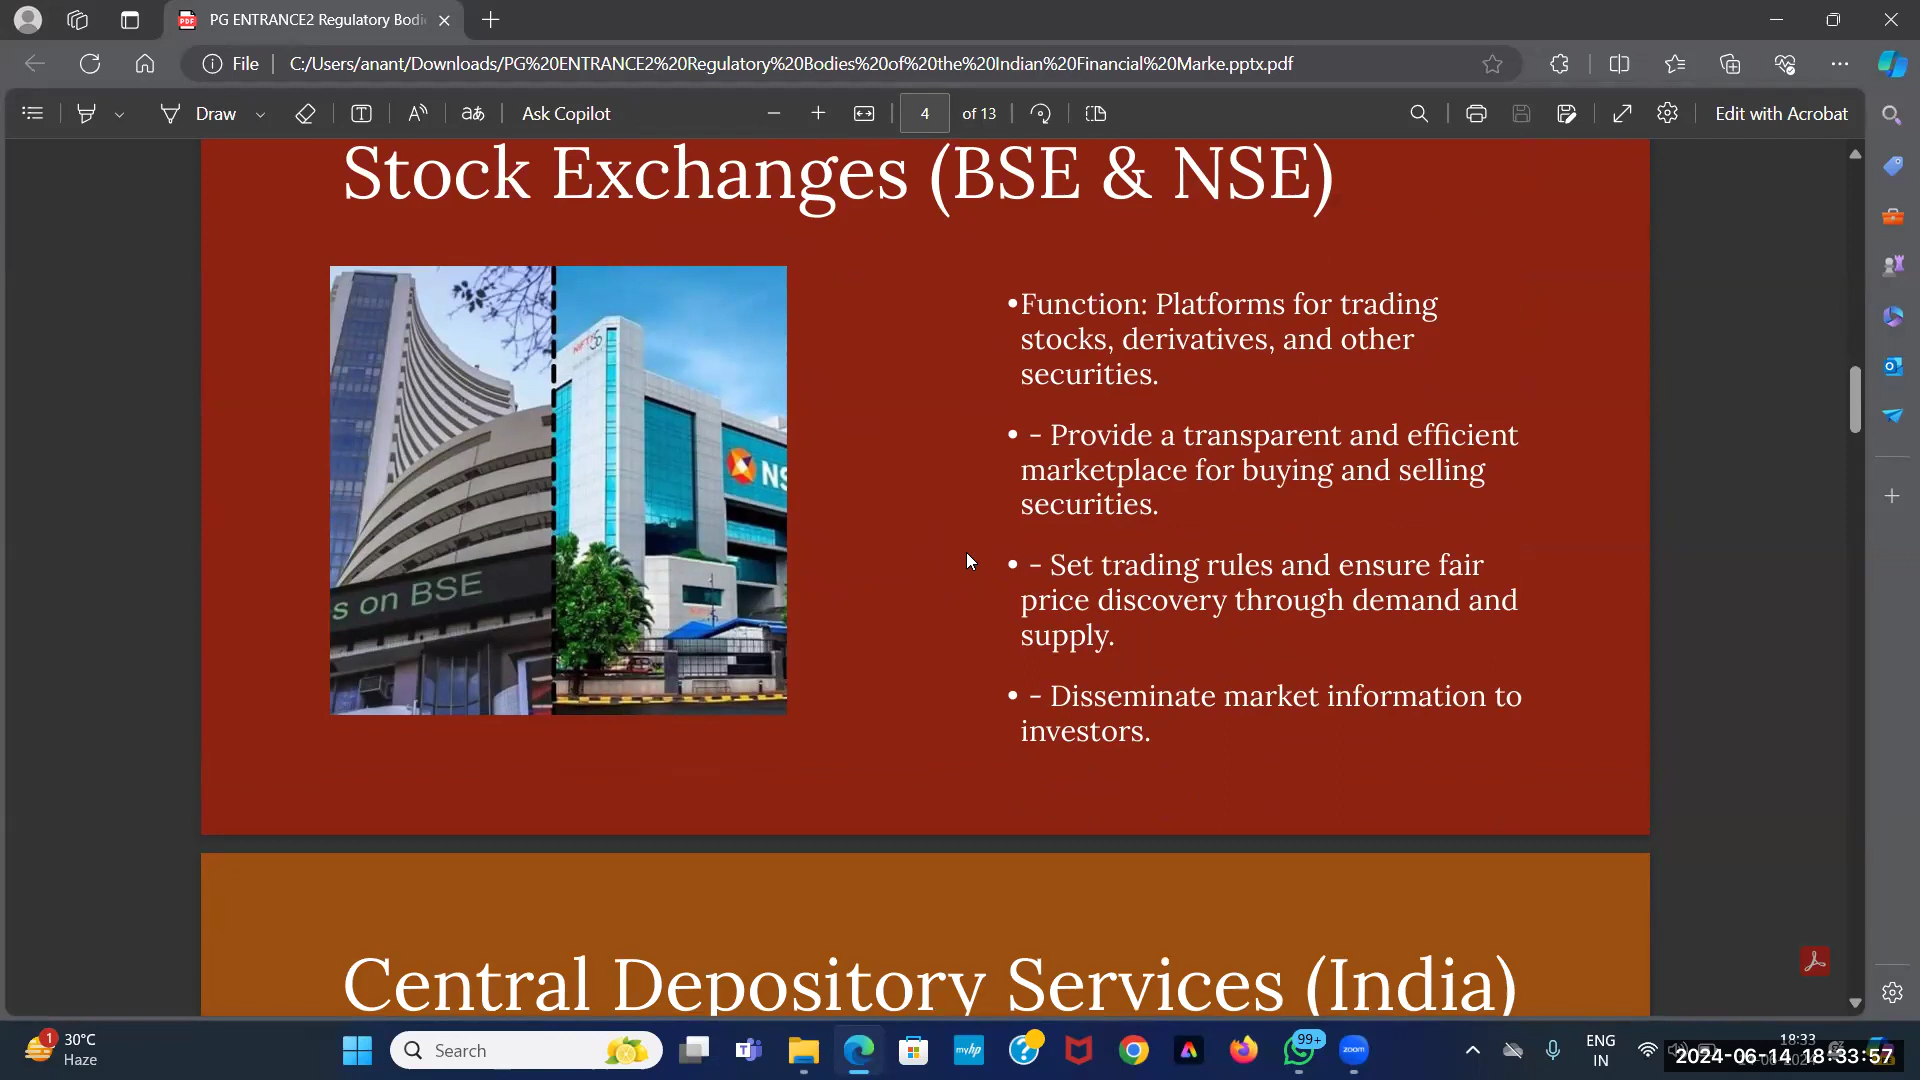 PG ENTRANCE2 Regulatory Bodi
File
C:/Users/anant/Downloads/PG%20ENTRANCE2%20Regulatory%20Bodies%20of%20the%20Indian%20Financial%20Marke.pptx.pdf
Draw
Ask Copilot
4 of 13
Edit with Acrobat
Stock Exchanges (BSE & NSE)
•Function: Platforms for trading
stocks, derivatives, and other
securities.
• - Provide a transparent and efficient
marketplace for buying and selling
securities.
• - Set trading rules and ensure fair
price discovery through demand and
supply.
• - Disseminate market information to
investors.
NS
s on BSE
Central Depository Services (India)
1
30°C
Haze
Search
myhp
99+
zoom
ENG
IN
18:33
2024-06-14 18:33:57